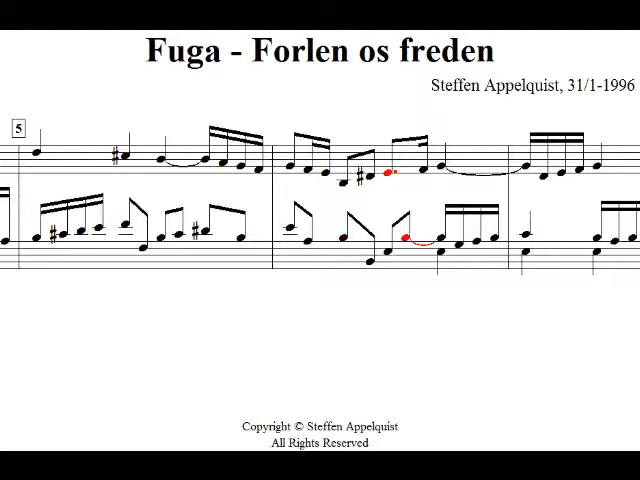 Fuga - Forlen os freden
Steffen Appelquist, 31/1-1996
5
Copyright © Steffen Appelquist
All Rights Reserved